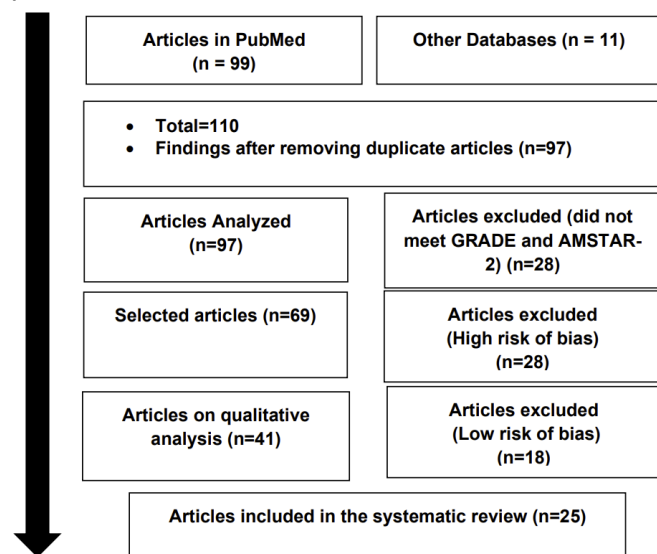 Articles in PubMed
(n = 99)
Other Databases (n = 11)
• Total=110
• Findings after removing duplicate articles (n=97)
Articles Analyzed
(n=97)
Articles excluded (did not
meet GRADE and AMSTAR-
2) (n=28)
Selected articles (n=69)
Articles excluded
(High risk of bias)
(n=28)
Articles on qualitative
analysis (n=41)
Articles excluded
(Low risk of bias)
(n=18)
Articles included in the systematic review (n=25)